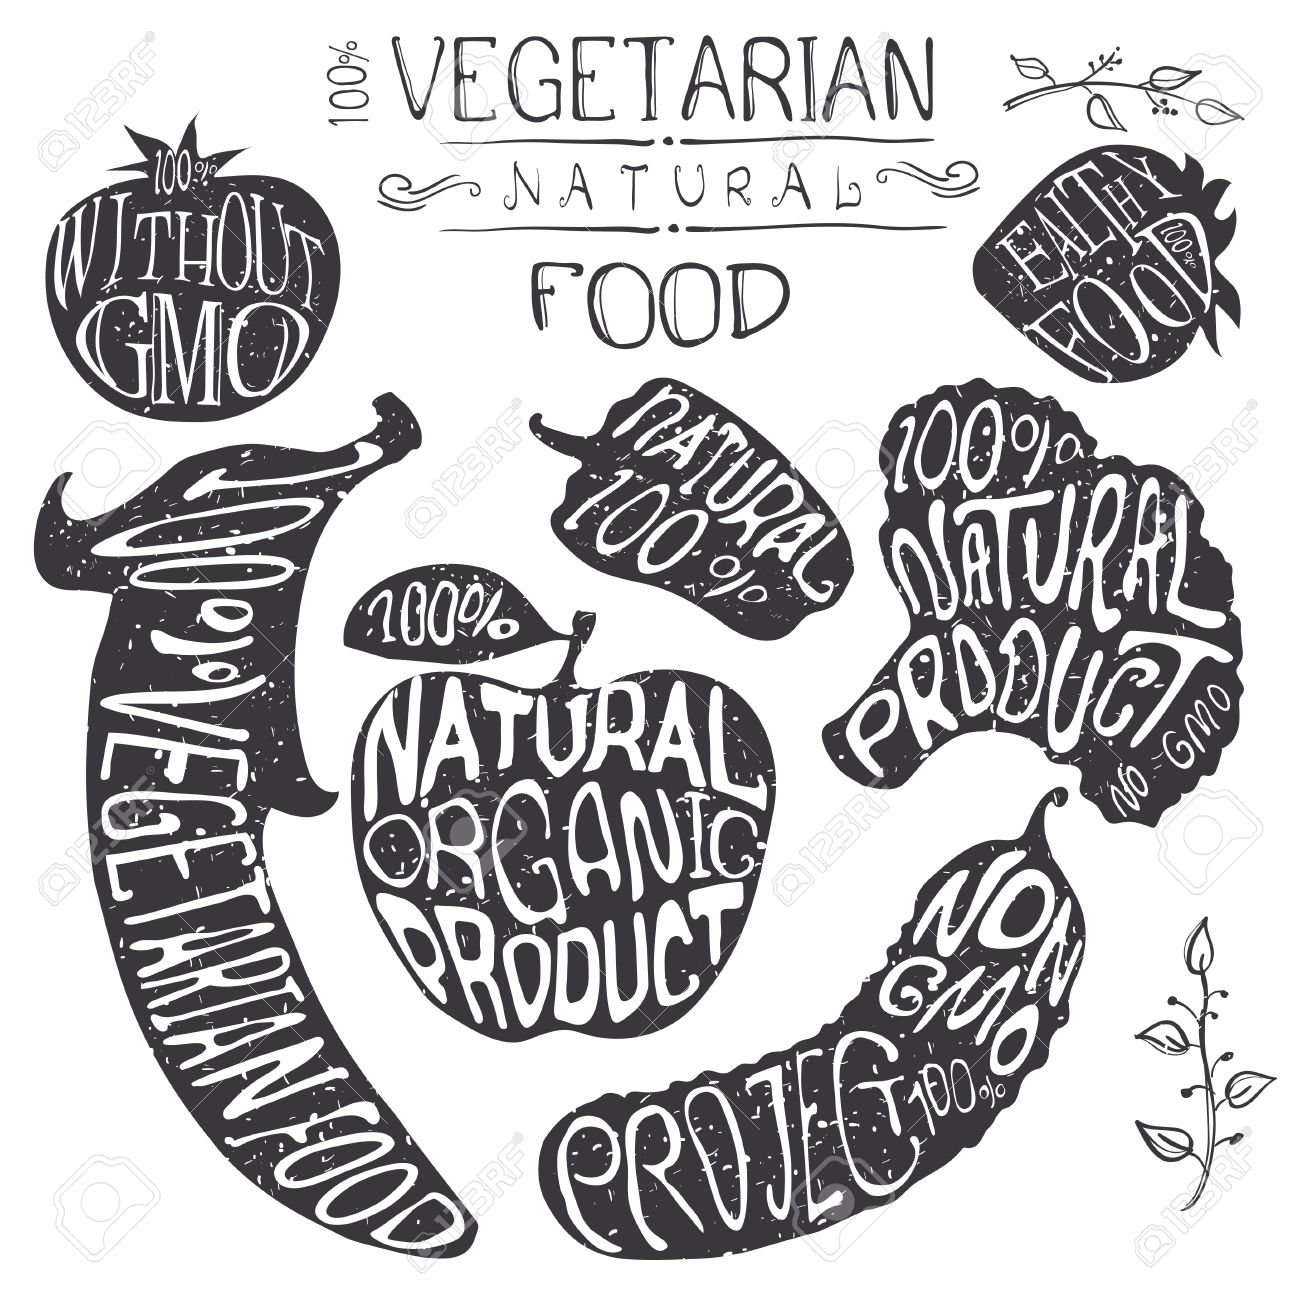 100% VEGETARIAN
NATURAL
FOOD
100%
WITHOUT
GMO
EALTHY
FOOD
100%
100% VEGETARIAN FOOD
NATURAL
100%
100%
NATURAL
PRODUCT
NO GMO
100%
NATURAL
ORGANIC
PRODUCT
NON
GMO
PROJECT 100%
123RF